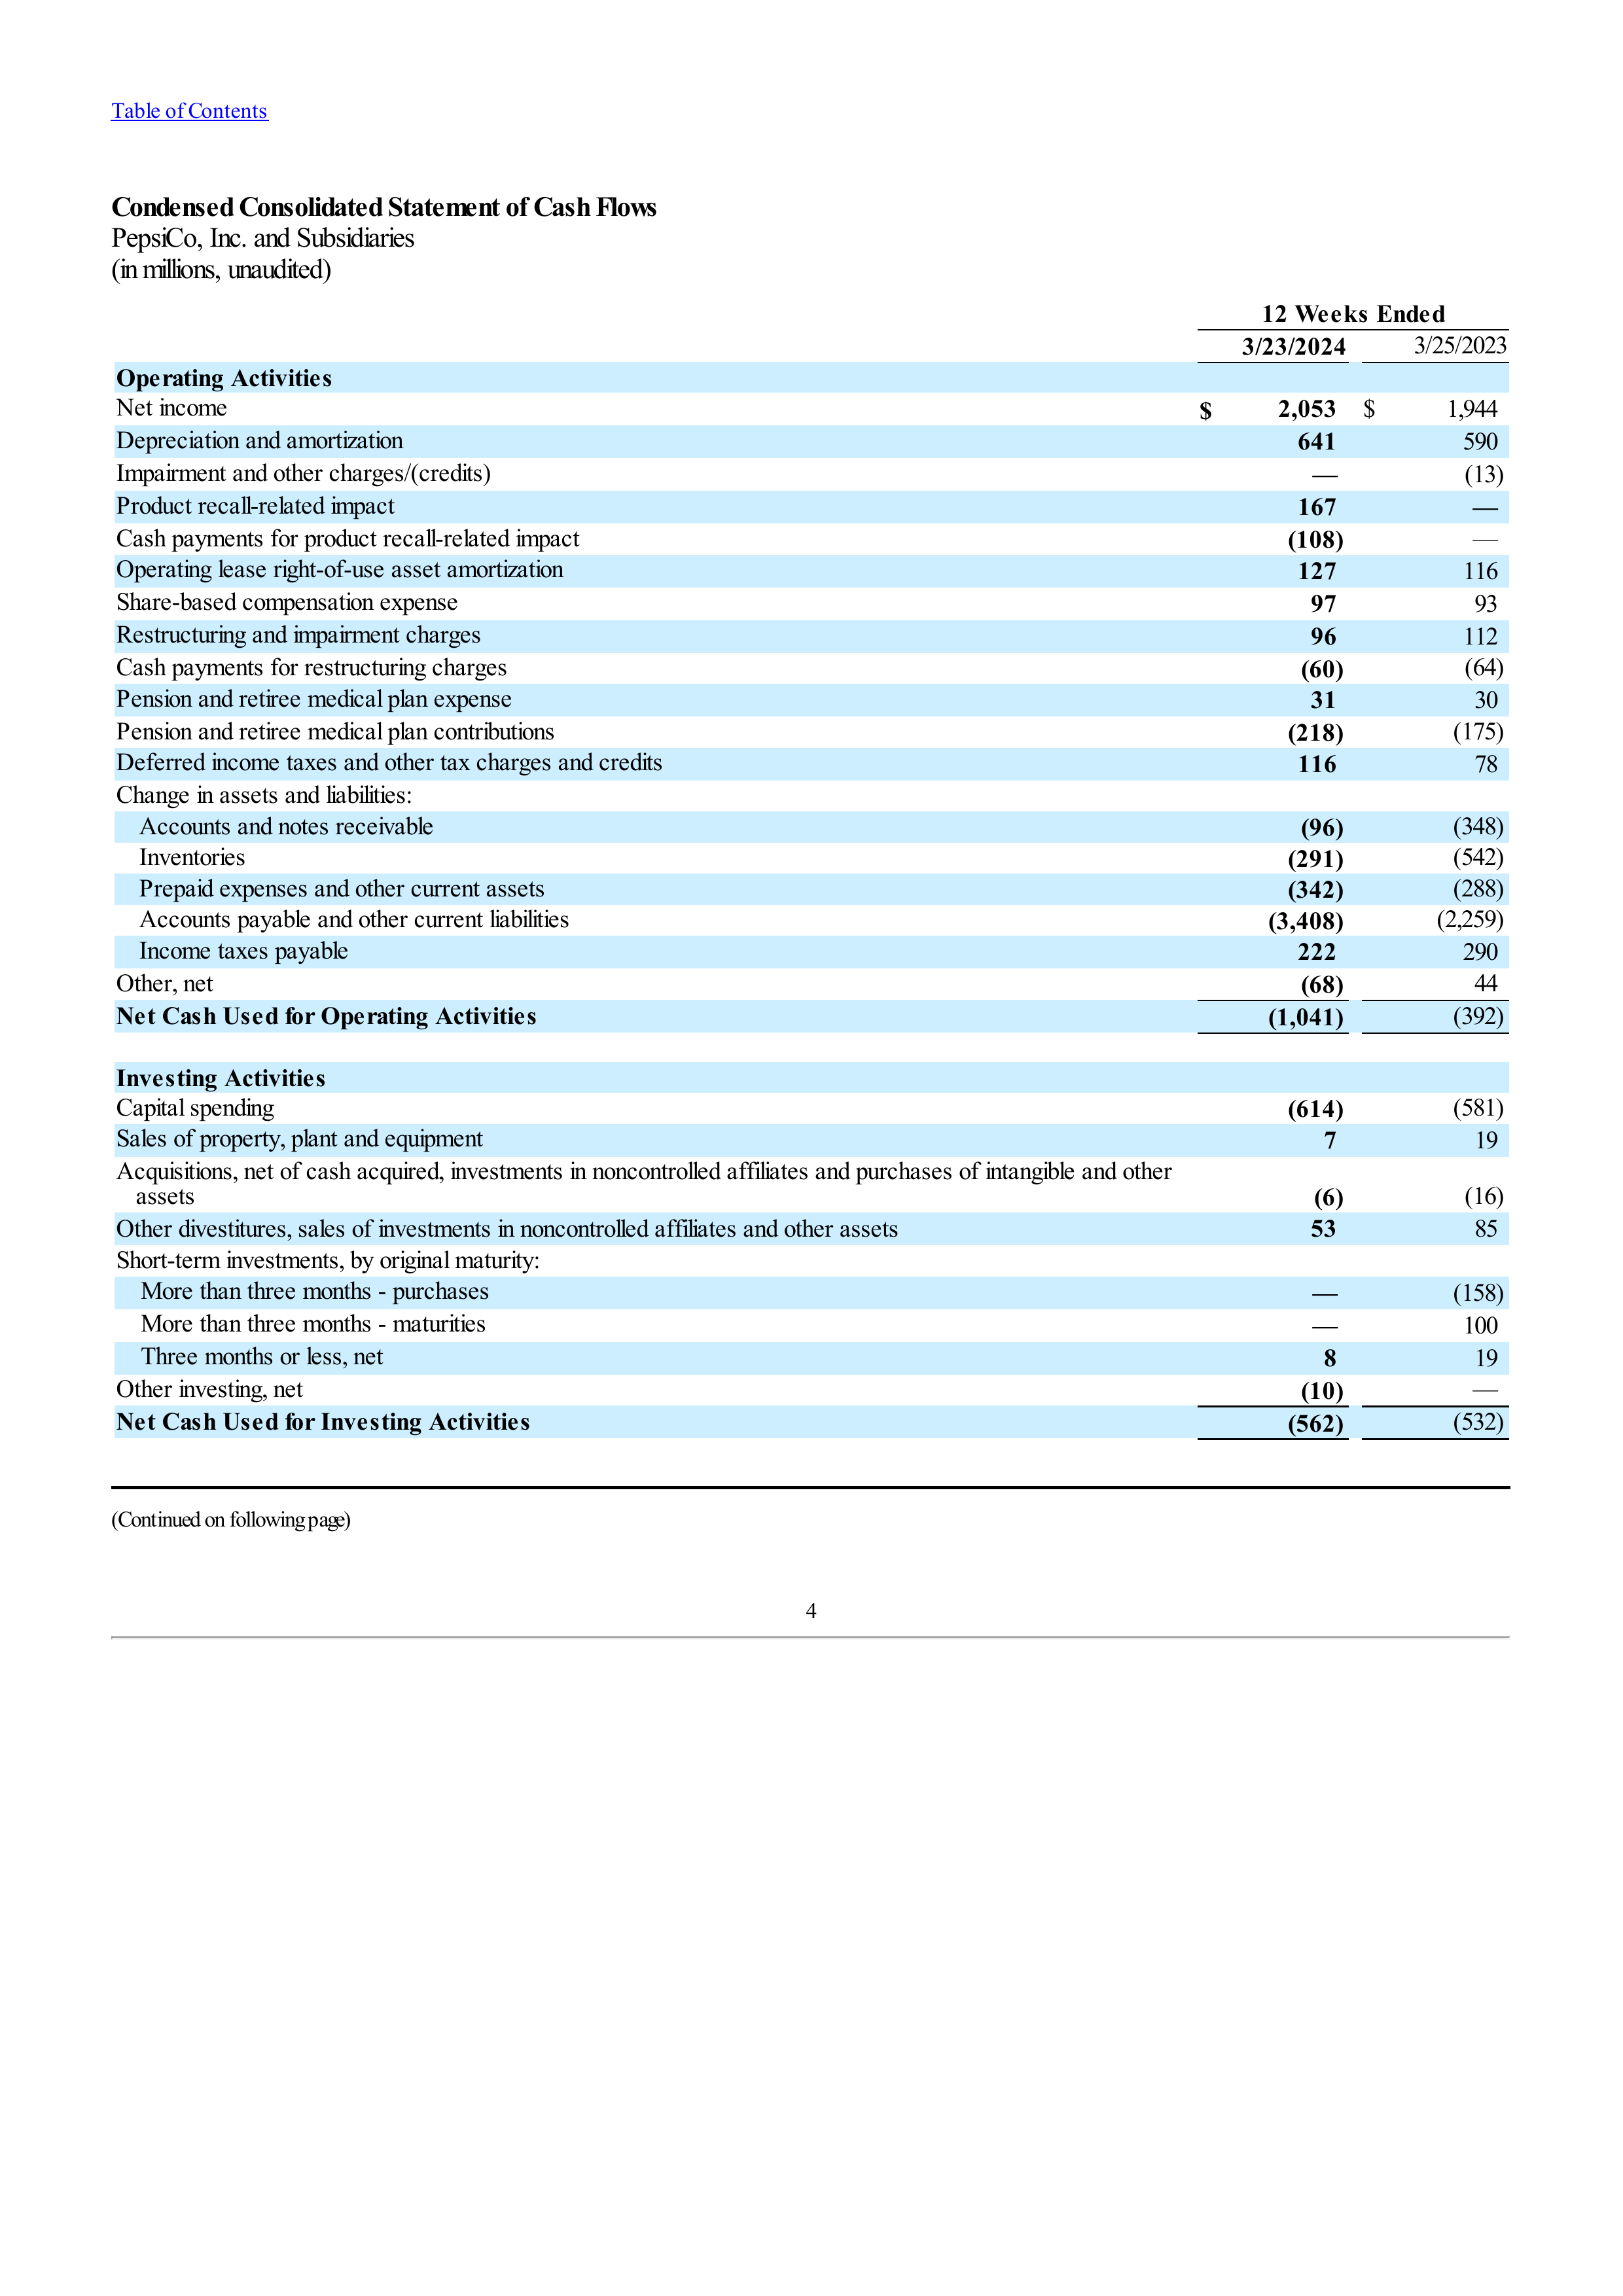 Table of Contents
Condensed Consolidated Statement of Cash Flows
PepsiCo, Inc. and Subsidiaries
(in millions, unaudited)
12 Weeks Ended
3/23/2024 3/25/2023
Operating Activities
Net income $ 2,053 $ 1,944
Depreciation and amortization 641 590
Impairment and other charges/(credits) — (13)
Product recall-related impact 167 —
Cash payments for product recall-related impact (108) —
Operating lease right-of-use asset amortization 127 116
Share-based compensation expense 97 93
Restructuring and impairment charges 96 112
Cash payments for restructuring charges (60) (64)
Pension and retiree medical plan expense 31 30
Pension and retiree medical plan contributions (218) (175)
Deferred income taxes and other tax charges and credits 116 78
Change in assets and liabilities:
Accounts and notes receivable (96) (348)
Inventories (291) (542)
Prepaid expenses and other current assets (342) (288)
Accounts payable and other current liabilities (3,408) (2,259)
Income taxes payable 222 290
Other, net (68) 44
Net Cash Used for Operating Activities (1,041) (392)
Investing Activities
Capital spending (614) (581)
Sales of property, plant and equipment 7 19
Acquisitions, net of cash acquired, investments in noncontrolled affiliates and purchases of intangible and other
assets (6) (16)
Other divestitures, sales of investments in noncontrolled affiliates and other assets 53 85
Short-term investments, by original maturity:
More than three months - purchases — (158)
More than three months - maturities — 100
Three months or less, net 8 19
Other investing, net (10) —
Net Cash Used for Investing Activities (562) (532)
(Continued on following page)
4